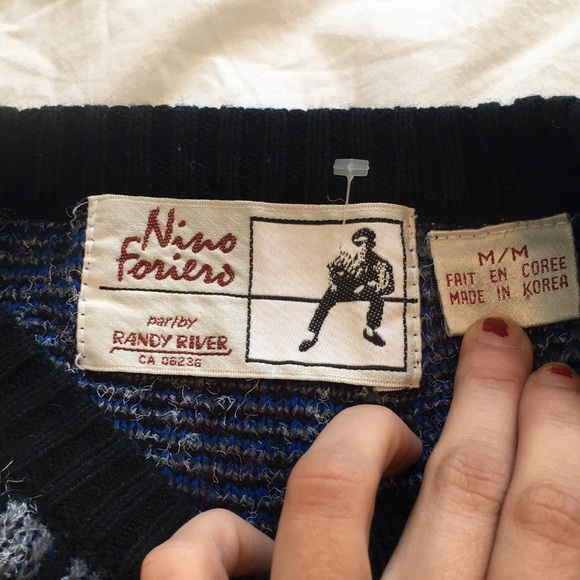 Nino
Foriero
par/by
RANDY RIVER
CA 06236
M/M
FAIT EN COREE
MADE IN KOREA